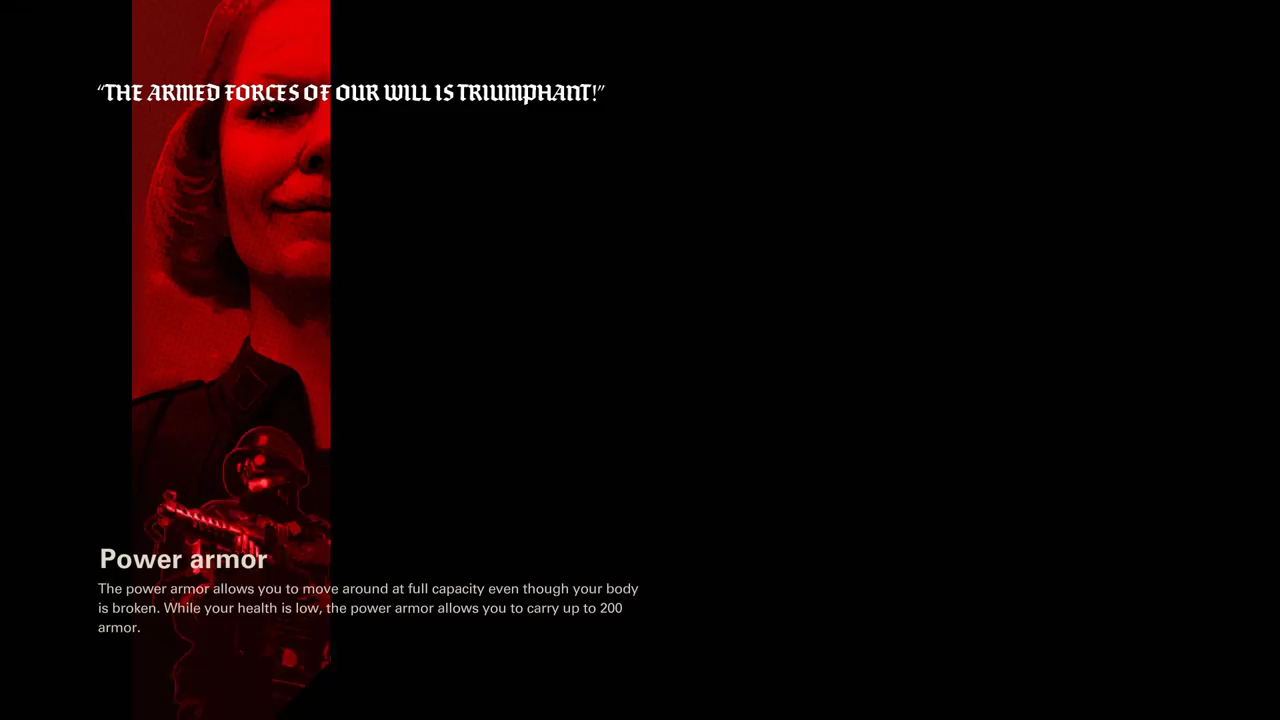 “THE ARMED FORCES OF OUR WILL IS TRIUMPHANT!”
Power armor
The power armor allows you to move around at full capacity even though your body
is broken. While your health is low, the power armor allows you to carry up to 200
armor.